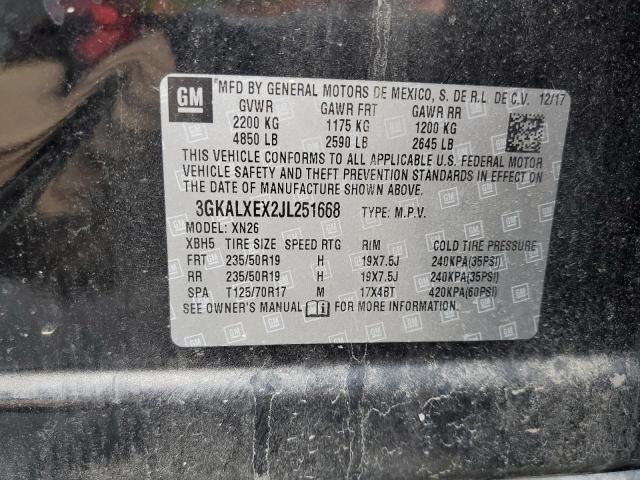 GM MFD BY GENERAL MOTORS DE MEXICO, S. DE R.L. DE C.V. 12/17
GVWR GAWR FRT GAWR RR
2200 KG 1175 KG 1200 KG
4850 LB 2590 LB 2645 LB
THIS VEHICLE CONFORMS TO ALL APPLICABLE U.S. FEDERAL MOTOR
VEHICLE SAFETY AND THEFT PREVENTION STANDARDS IN EFFECT ON
DATE OF MANUFACTURE SHOWN ABOVE.
3GKALXEX2JL251668 TYPE: M.P.V.
MODEL: XN26
XBH5 TIRE SIZE SPEED RTG RIM COLD TIRE PRESSURE
FRT 235/50R19 H 19X7.5J 240KPA(35PSI)
RR 235/50R19 H 19X7.5J 240KPA(35PSI)
SPA T125/70R17 M 17X4BT 420KPA(60PSI)
SEE OWNER'S MANUAL FOR MORE INFORMATION.